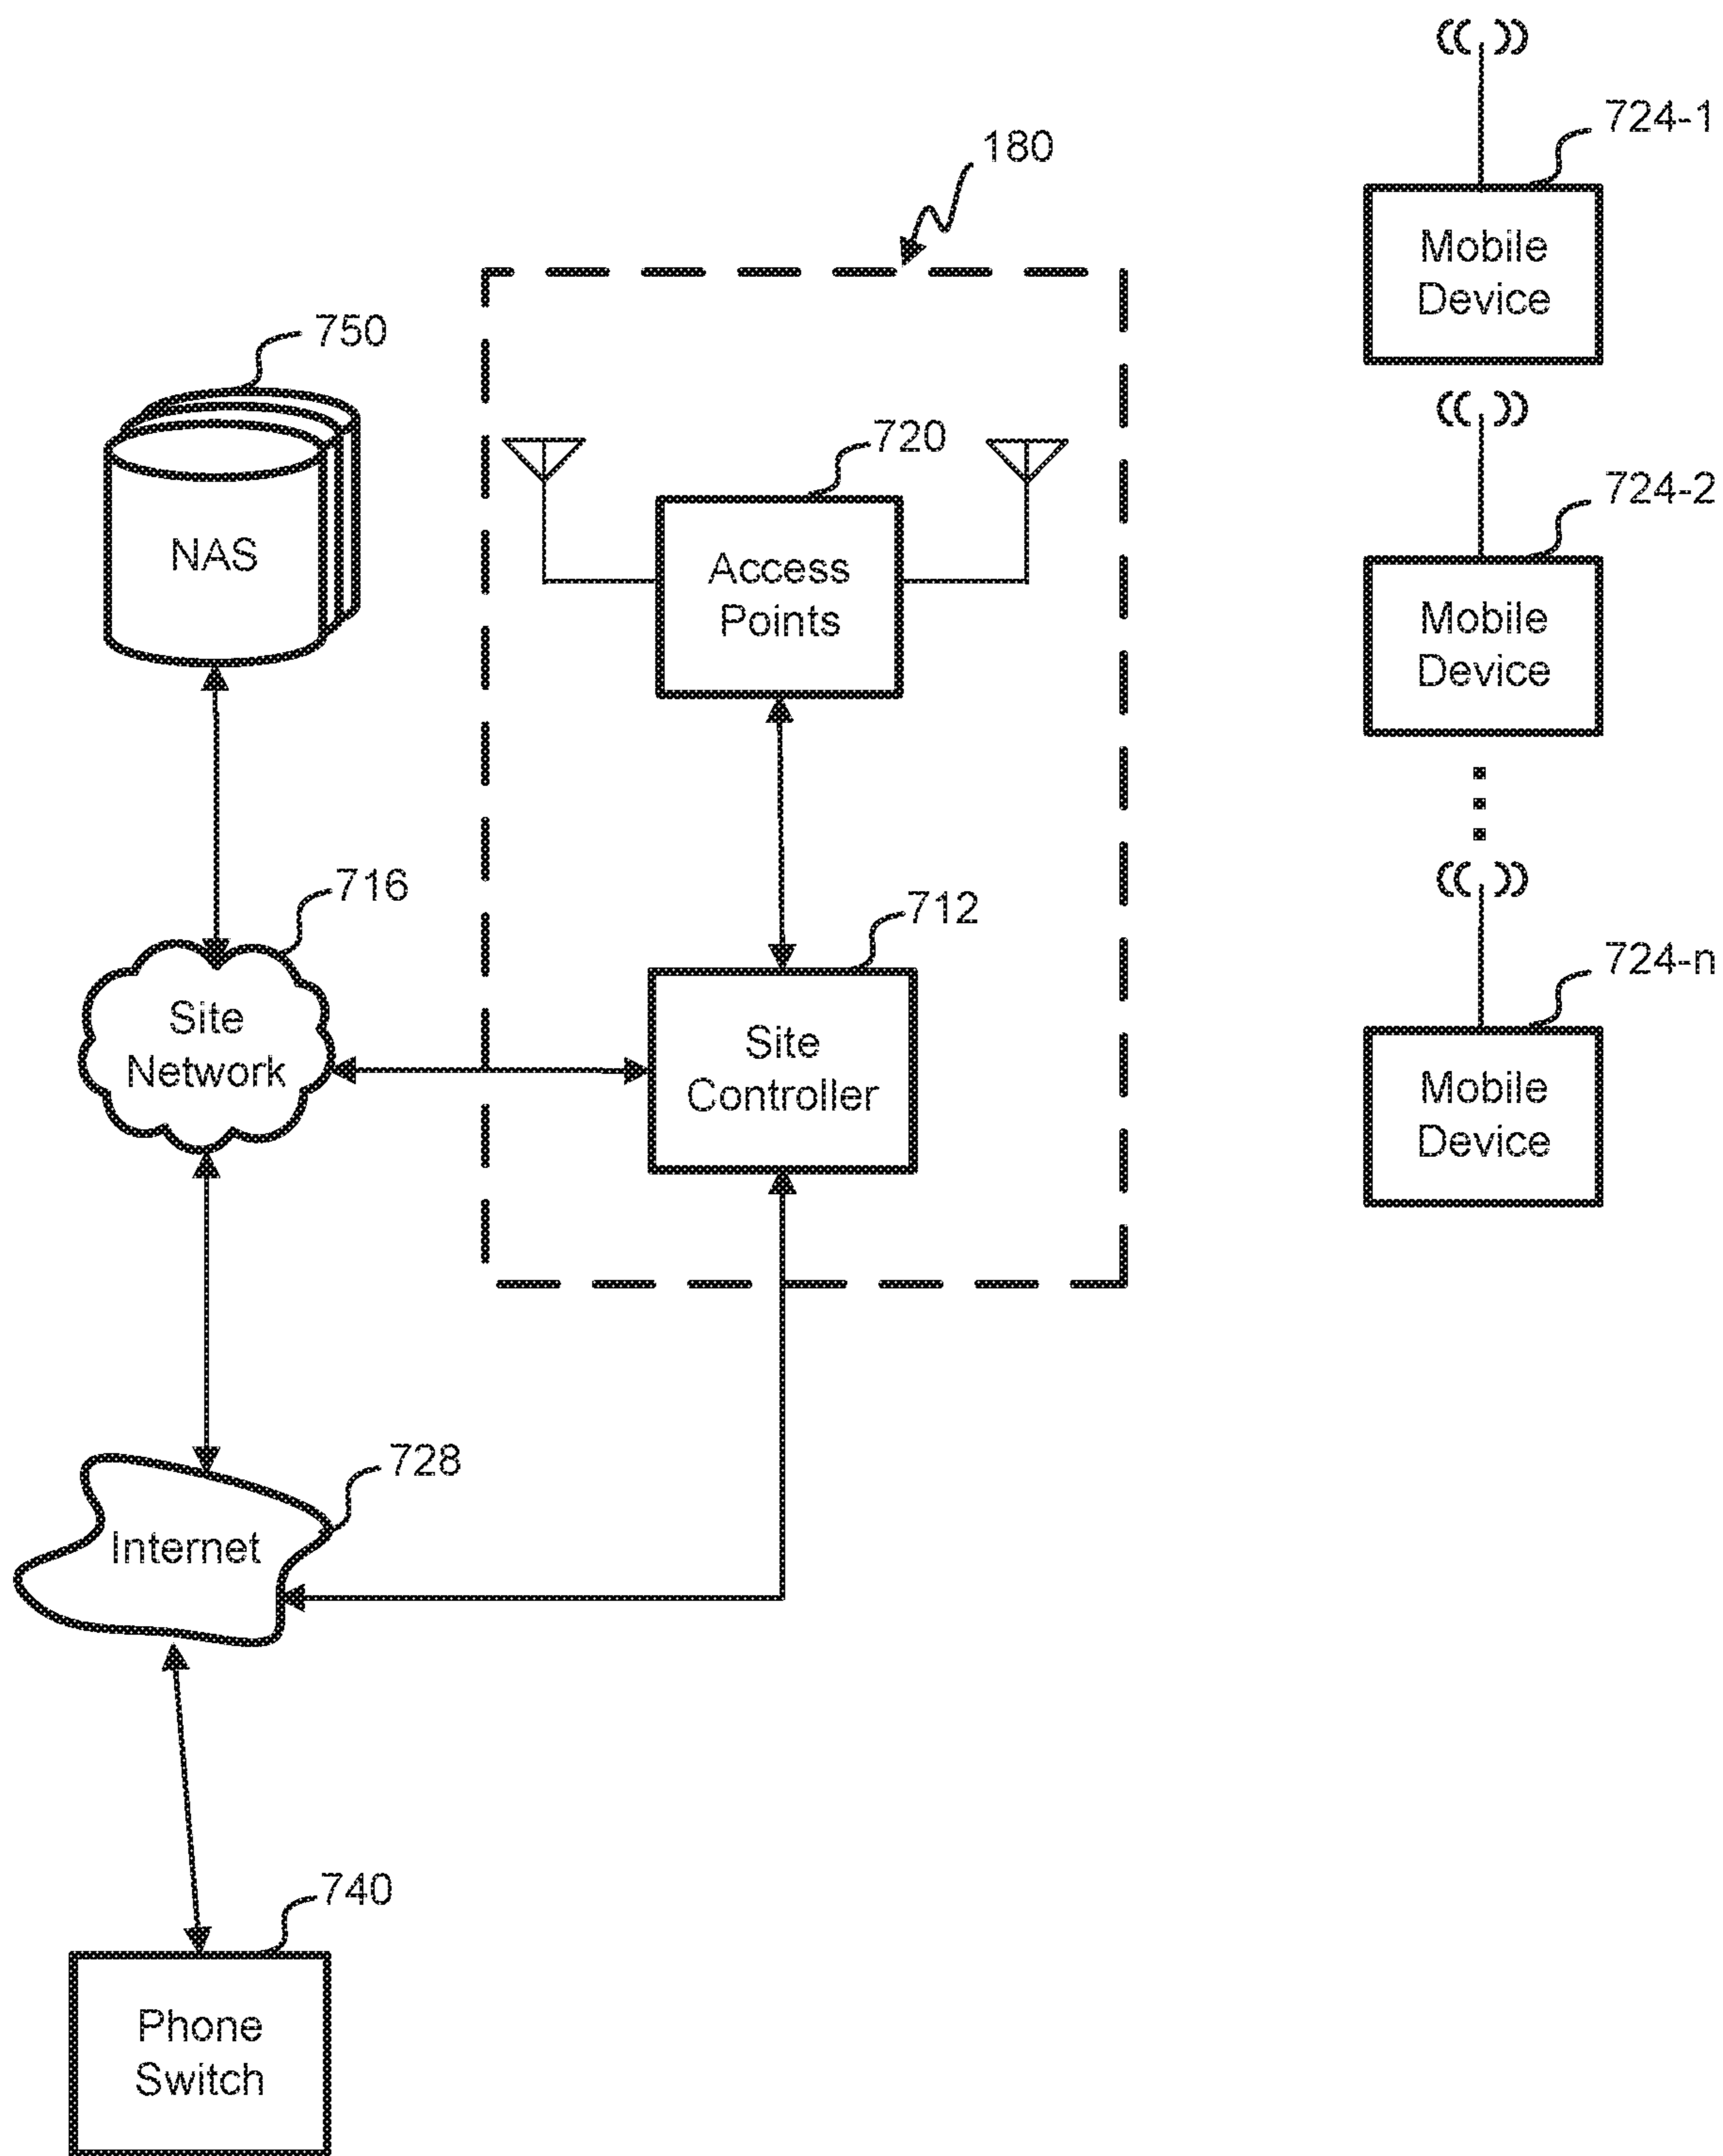 724-1
180
Mobile
Device
750
720
724-2
NAS
Access
Points
Mobile
Device
716
712
724-n
Site
Network
Site
Controller
Mobile
Device
728
Internet
740
Phone
Switch